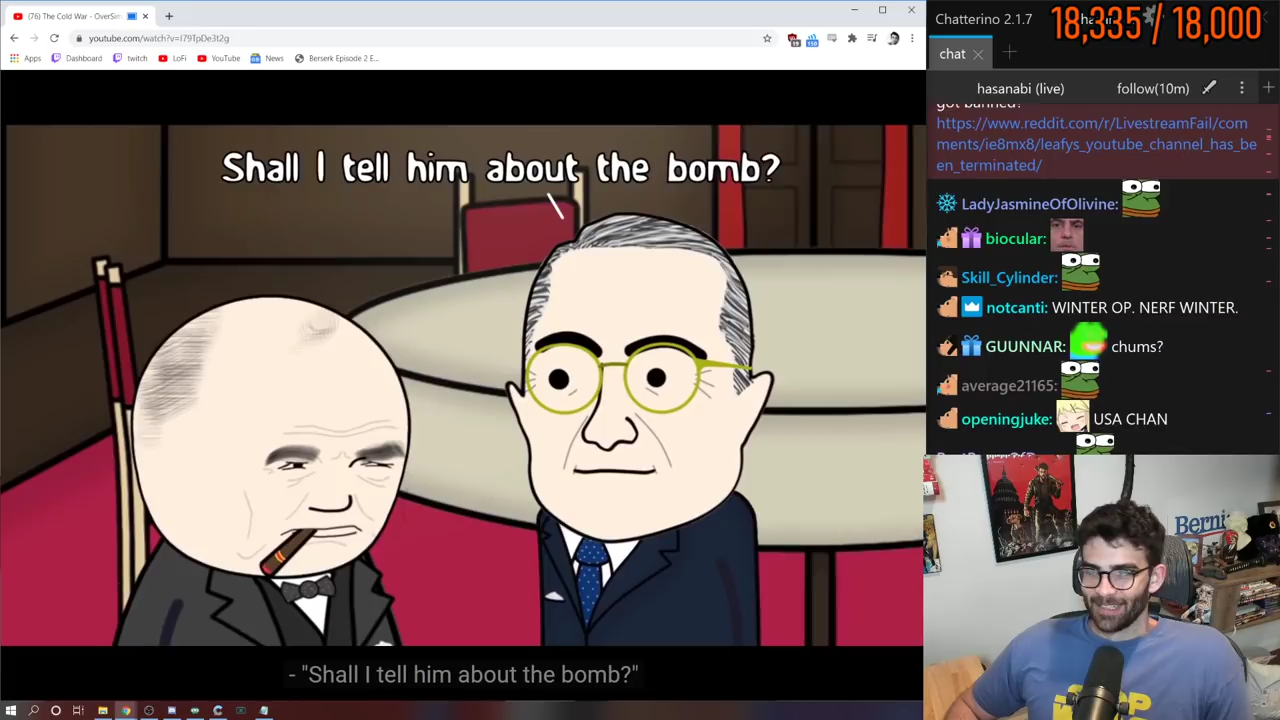 (76) The Cold War - OverSim
youtube.com/watch?v=I79TpDe3t2g
Apps
Dashboard
twitch
LoFi
YouTube
News
Berserk Episode 2 E...
Shall I tell him about the bomb?
- "Shall I tell him about the bomb?"
Chatterino 2.1.7
18,335 / 18,000
chat
hasanabi (live)
follow(10m)
got banned?
https://www.reddit.com/r/LivestreamFail/com
ments/ie8mx8/leafys_youtube_channel_has_be
en_terminated/
LadyJasmineOfOlivine:
biocular:
Skill_Cylinder:
notcanti: WINTER OP. NERF WINTER.
GUUNNAR: chums?
average21165:
openingjuke: USA CHAN
Bernie